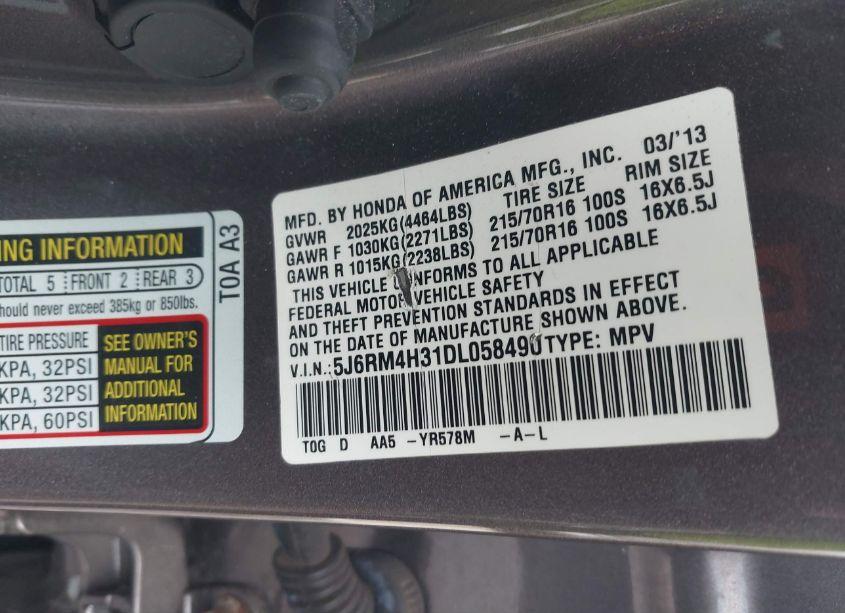 ING INFORMATION
TOTAL 5 FRONT 2 REAR 3
should never exceed 385kg or 850lbs.
TIRE PRESSURE
KPA, 32PSI
KPA, 32PSI
KPA, 60PSI
SEE OWNER'S
MANUAL FOR
ADDITIONAL
INFORMATION
T0A A3
MFD. BY HONDA OF AMERICA MFG., INC. 03/'13
GVWR 2025KG(4464LBS) TIRE SIZE RIM SIZE
GAWR F 1030KG(2271LBS) 215/70R16 100S 16X6.5J
GAWR R 1015KG(2238LBS) 215/70R16 100S 16X6.5J
THIS VEHICLE CONFORMS TO ALL APPLICABLE
FEDERAL MOTOR VEHICLE SAFETY
AND THEFT PREVENTION STANDARDS IN EFFECT
ON THE DATE OF MANUFACTURE SHOWN ABOVE.
V.I.N.: 5J6RM4H31DL058490 TYPE: MPV
T0G D AA5 -YR578M -A-L